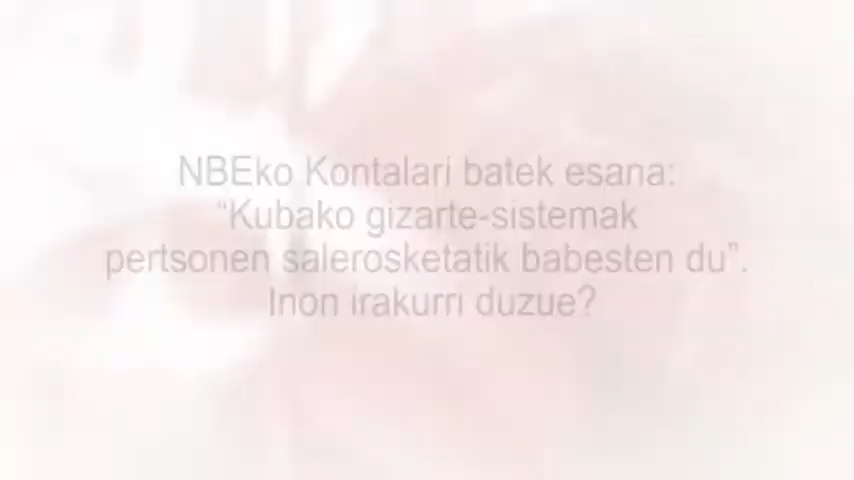 NBEko Kontalari batek esana:
“Kubako gizarte-sistemak
pertsonen salerosketatik babesten du”.
Inon irakurri duzue?